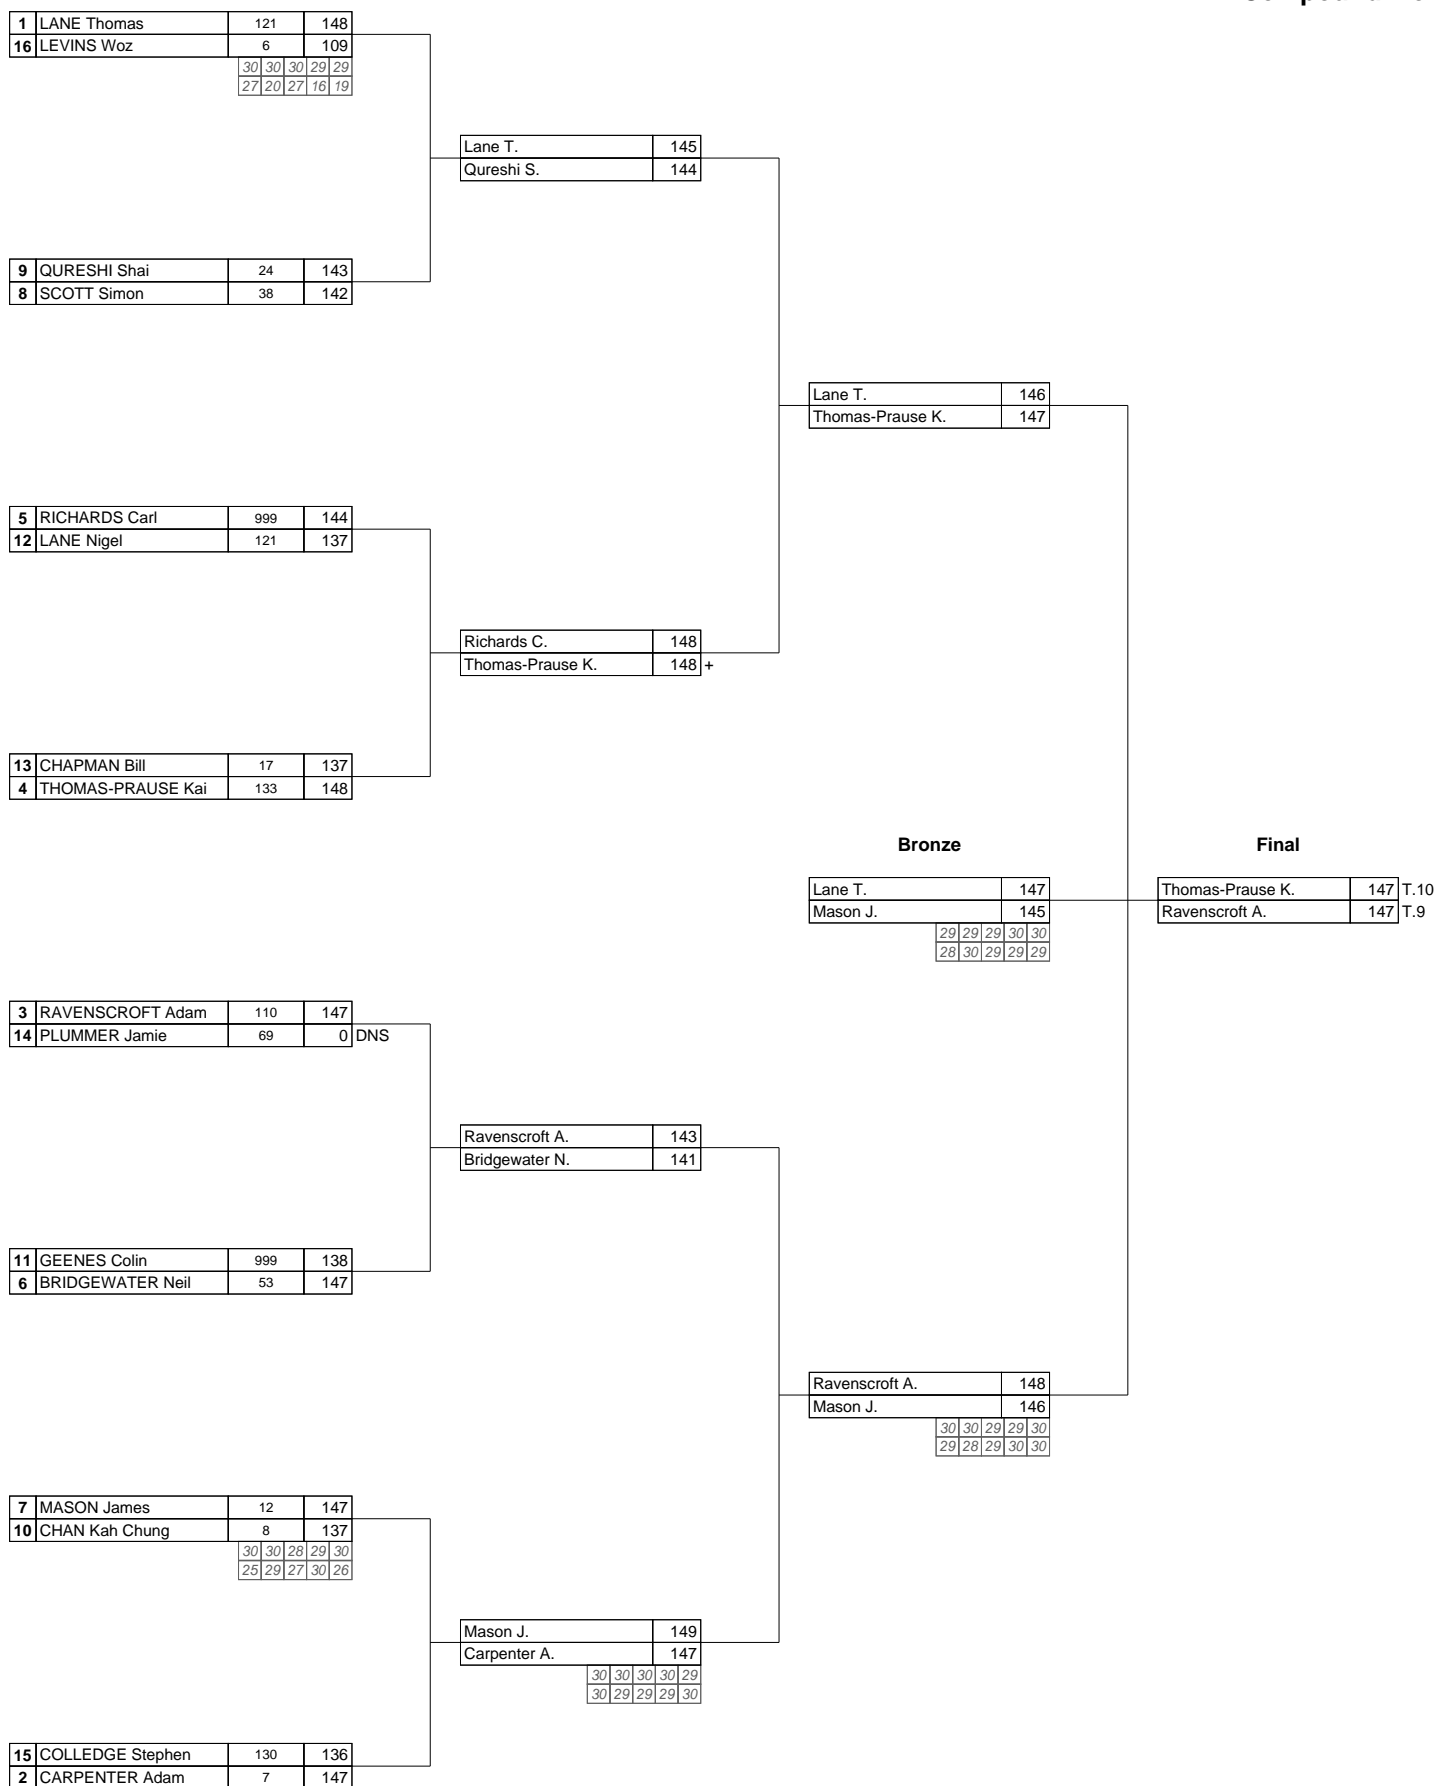 1 LANE Thomas 121 148
16 LEVINS Woz 6 109
30 30 30 29 29
27 20 27 16 19
Lane T. 145
Qureshi S. 144
9 QURESHI Shai 24 143
8 SCOTT Simon 38 142
Lane T. 146
Thomas-Prause K. 147
5 RICHARDS Carl 999 144
12 LANE Nigel 121 137
Richards C. 148
Thomas-Prause K. 148 +
13 CHAPMAN Bill 17 137
4 THOMAS-PRAUSE Kai 133 148
Bronze Final
Lane T. 147 Thomas-Prause K. 147 T.10
Mason J. 145 Ravenscroft A. 147 T.9
29 29 29 30 30
28 30 29 29 29
3 RAVENSCROFT Adam 110 147
14 PLUMMER Jamie 69 0 DNS
Ravenscroft A. 143
Bridgewater N. 141
11 GEENES Colin 999 138
6 BRIDGEWATER Neil 53 147
Ravenscroft A. 148
Mason J. 146
30 30 29 29 30
29 28 29 30 30
7 MASON James 12 147
10 CHAN Kah Chung 8 137
30 30 28 29 30
25 29 27 30 26
Mason J. 149
Carpenter A. 147
30 30 30 30 29
30 29 29 29 30
15 COLLEDGE Stephen 130 136
2 CARPENTER Adam 7 147